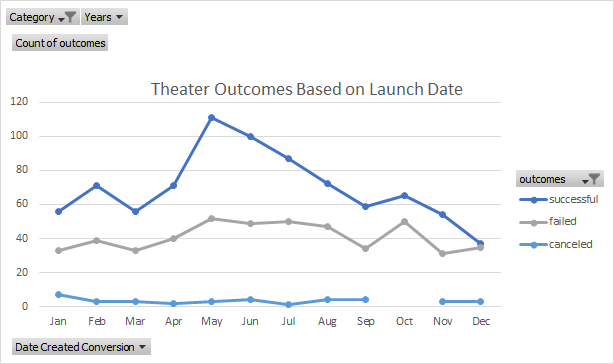 Category Years
Count of outcomes
Theater Outcomes Based on Launch Date
120
100
80
60
40
20
0
Jan Feb Mar Apr May Jun Jul Aug Sep Oct Nov Dec
outcomes
successful
failed
canceled
Date Created Conversion